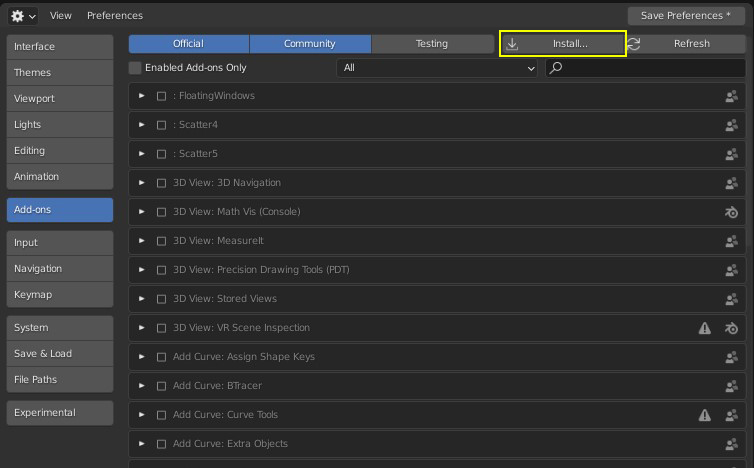 View Preferences Save Preferences *
Interface
Themes
Viewport
Lights
Editing
Animation
Add-ons
Input
Navigation
Keymap
System
Save & Load
File Paths
Experimental
Official Community Testing Install... Refresh
Enabled Add-ons Only All
: FloatingWindows
: Scatter4
: Scatter5
3D View: 3D Navigation
3D View: Math Vis (Console)
3D View: MeasureIt
3D View: Precision Drawing Tools (PDT)
3D View: Stored Views
3D View: VR Scene Inspection
Add Curve: Assign Shape Keys
Add Curve: BTracer
Add Curve: Curve Tools
Add Curve: Extra Objects